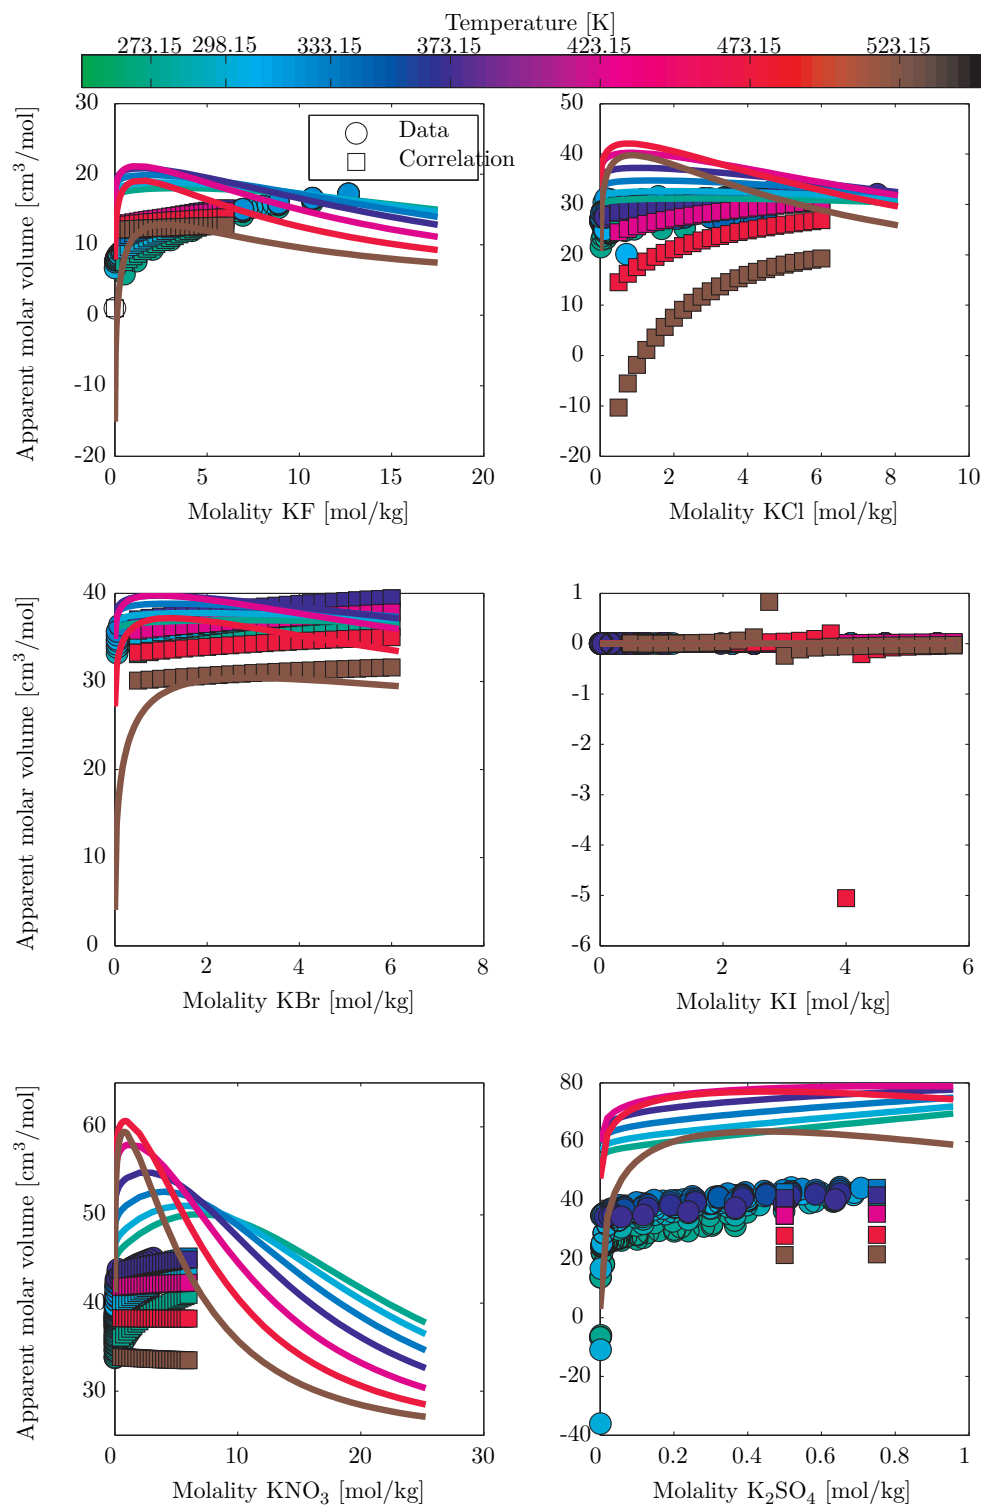 Temperature [K]
273.15 298.15 333.15 373.15 423.15 473.15 523.15
Apparent molar volume [cm³/mol]
30
20
10
0
-10
-20
0 5 10 15 20
Molality KF [mol/kg]
Data
Correlation
50
40
30
20
10
0
-10
-20
0 2 4 6 8 10
Molality KCl [mol/kg]
Apparent molar volume [cm³/mol]
40
30
20
10
0
0 2 4 6 8
Molality KBr [mol/kg]
1
0
-1
-2
-3
-4
-5
-6
0 2 4 6
Molality KI [mol/kg]
Apparent molar volume [cm³/mol]
60
50
40
30
0 10 20 30
Molality KNO₃ [mol/kg]
80
60
40
20
0
-20
-40
0 0.2 0.4 0.6 0.8 1
Molality K₂SO₄ [mol/kg]